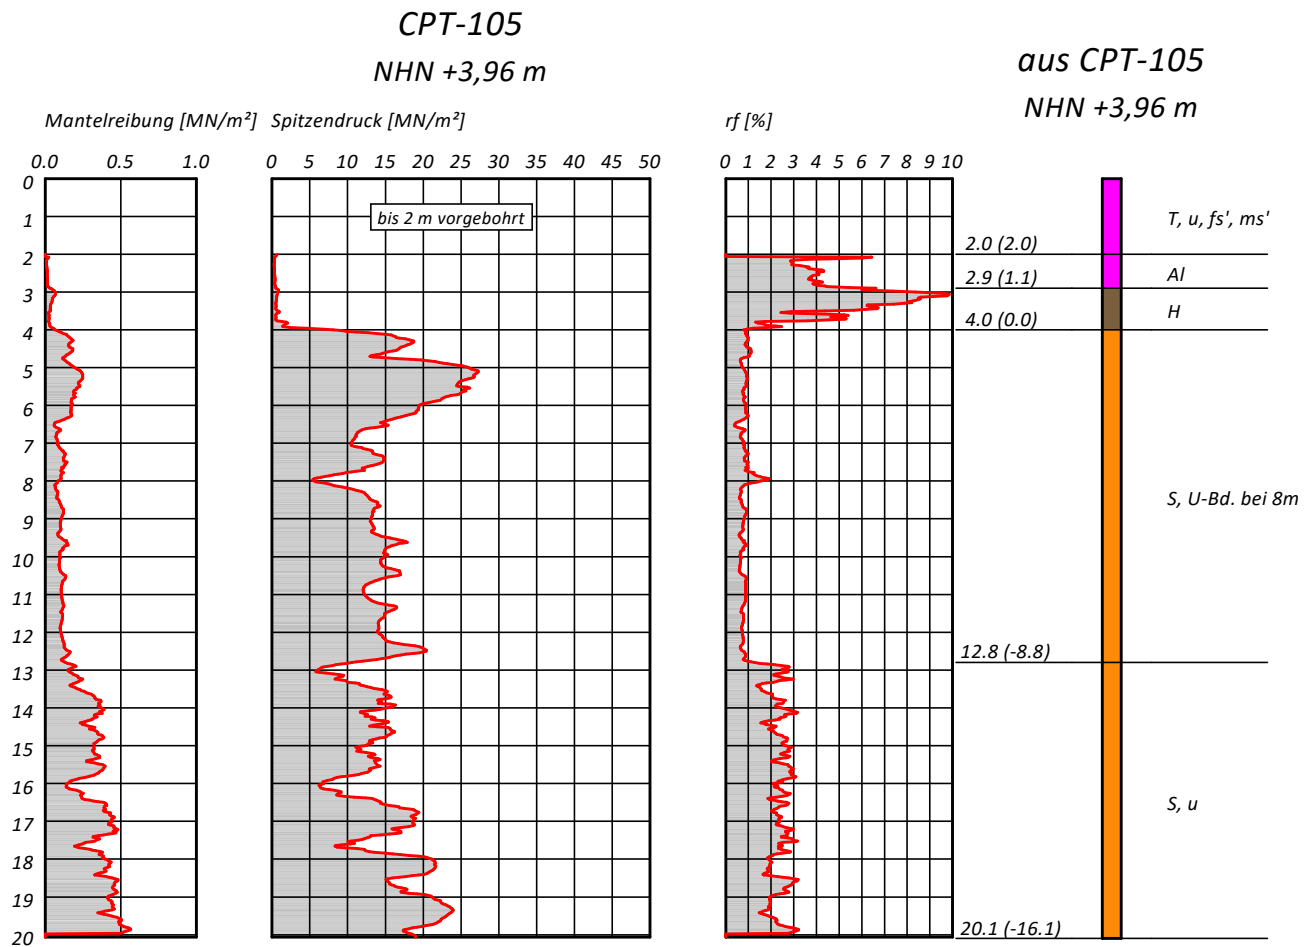 CPT-105
NHN +3,96 m
aus CPT-105
NHN +3,96 m
Mantelreibung [MN/m²] Spitzendruck [MN/m²] rf [%]
0.0 0.5 1.0 0 5 10 15 20 25 30 35 40 45 50 0 1 2 3 4 5 6 7 8 9 10
0
bis 2 m vorgebohrt
T, u, fs', ms'
1
2.0 (2.0)
2
2.9 (1.1)
Al
3
H
4.0 (0.0)
4
5
6
7
8
S, U-Bd. bei 8m
9
10
11
12
12.8 (-8.8)
13
14
15
16
S, u
17
18
19
20.1 (-16.1)
20